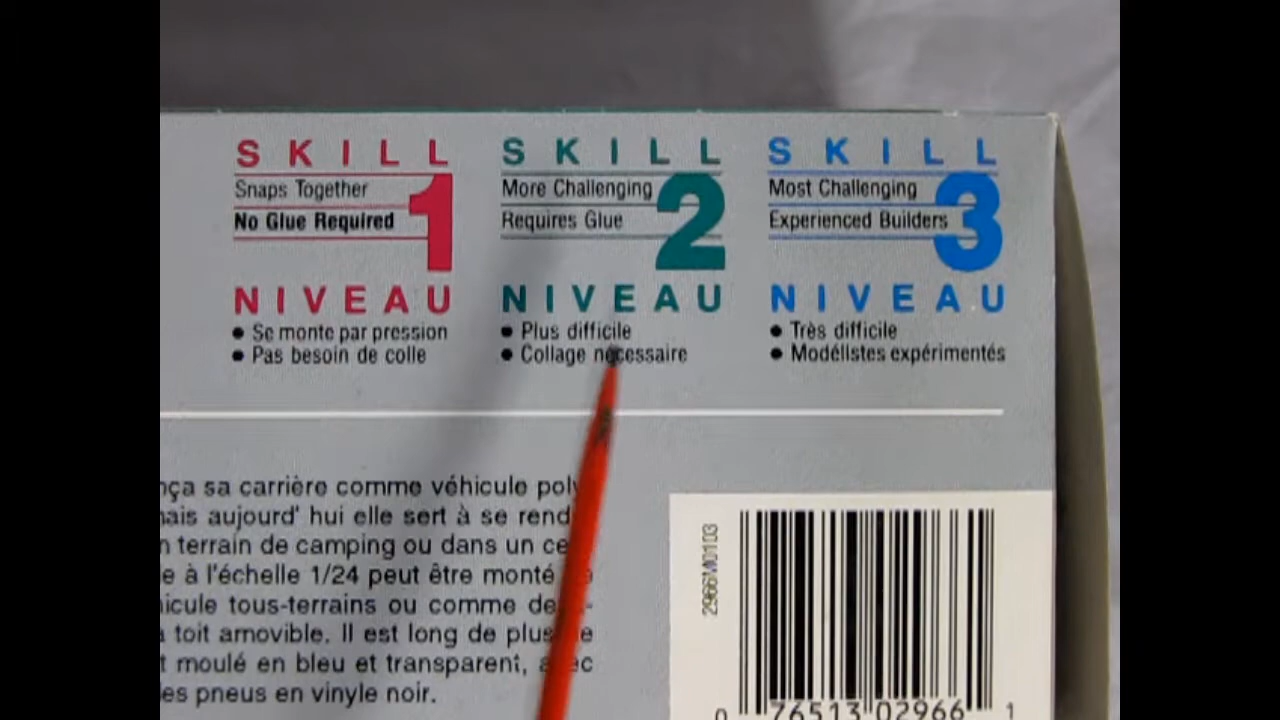 SKILL 1
Snaps Together
No Glue Required
NIVEAU
• Se monte par pression
• Pas besoin de colle
SKILL 2
More Challenging
Requires Glue
NIVEAU
• Plus difficile
• Collage nécessaire
SKILL 3
Most Challenging
Experienced Builders
NIVEAU
• Très difficile
• Modélistes expérimentés
sa carrière comme véhicule
aujourd' hui elle sert à se
terrain de camping ou dans un
à l'échelle 1/24 peut être monté
tous-terrains ou comme
toit amovible. Il est long de plus
moulé en bleu et transparent,
pneus en vinyle noir.
2966M0103
0 76513 02966 1